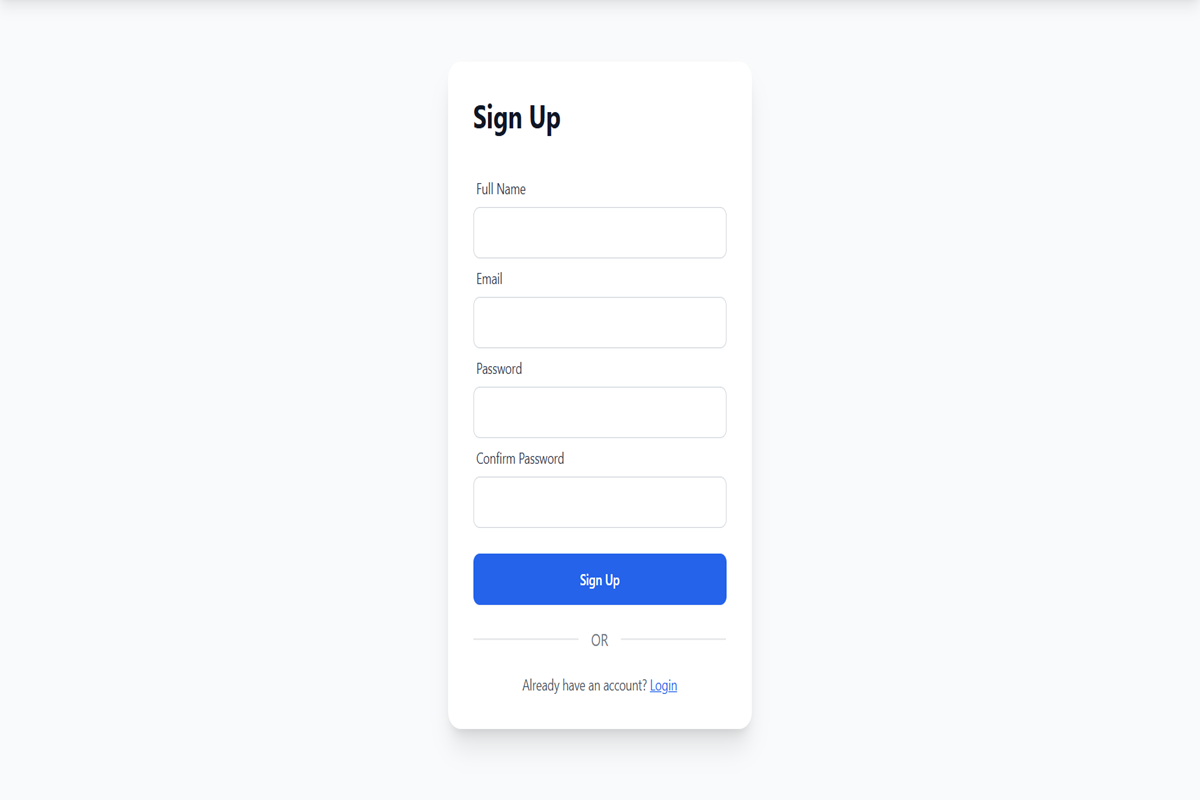 Sign Up
Full Name
Email
Password
Confirm Password
Sign Up
OR
Already have an account? Login